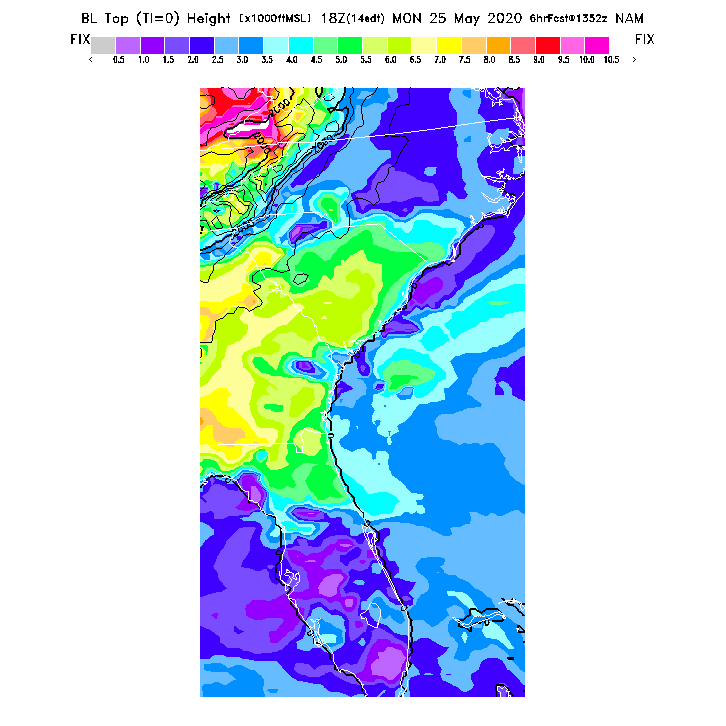 BL Top (TI=0) Height [x1000ftMSL] 18Z(14edt) MON 25 May 2020 6hrFcst@1352z NAM
FIX FIX
< 0.5 1.0 1.5 2.0 2.5 3.0 3.5 4.0 4.5 5.0 5.5 6.0 6.5 7.0 7.5 8.0 8.5 9.0 9.5 10.0 10.5 >
2000
2000
2000